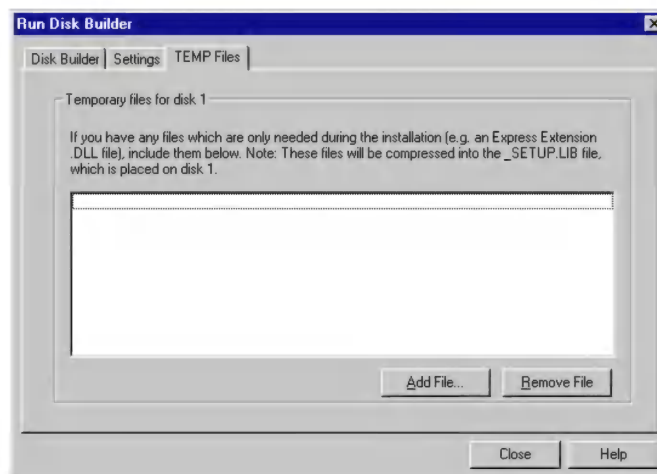 Run Disk Builder
Disk Builder
Settings
TEMP Files
Temporary files for disk 1
If you have any files which are only needed during the installation (e.g. an Express Extension
.DLL file), include them below. Note: These files will be compressed into the _SETUP.LIB file,
which is placed on disk 1.
Add File...
Remove File
Close
Help